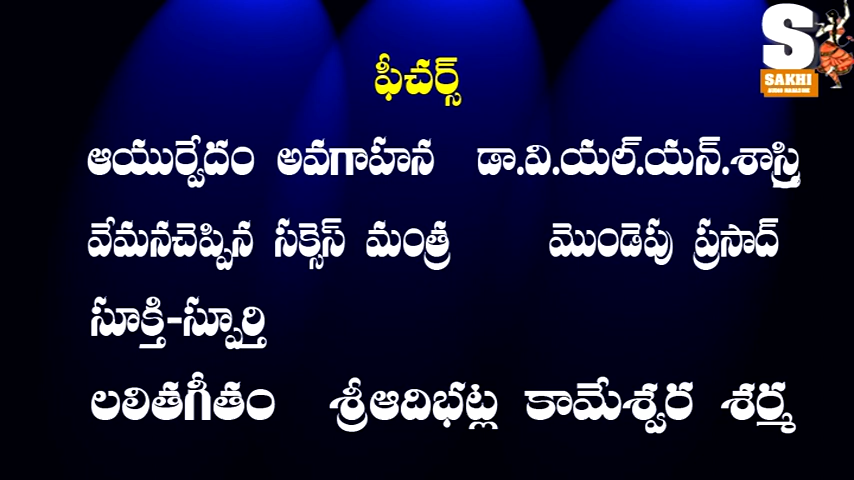 ఫీచర్స్
S
SAKHI
ఆయుర్వేదం అవగాహన డా.వి.యల్.యన్.శాస్త్రి
వేమనచెప్పిన సక్సెస్ మంత్ర మొండెపు ప్రసాద్
సూక్తి-స్పూర్తి
లలితగీతం శ్రీఆదిభట్ల కామేశ్వర శర్మ